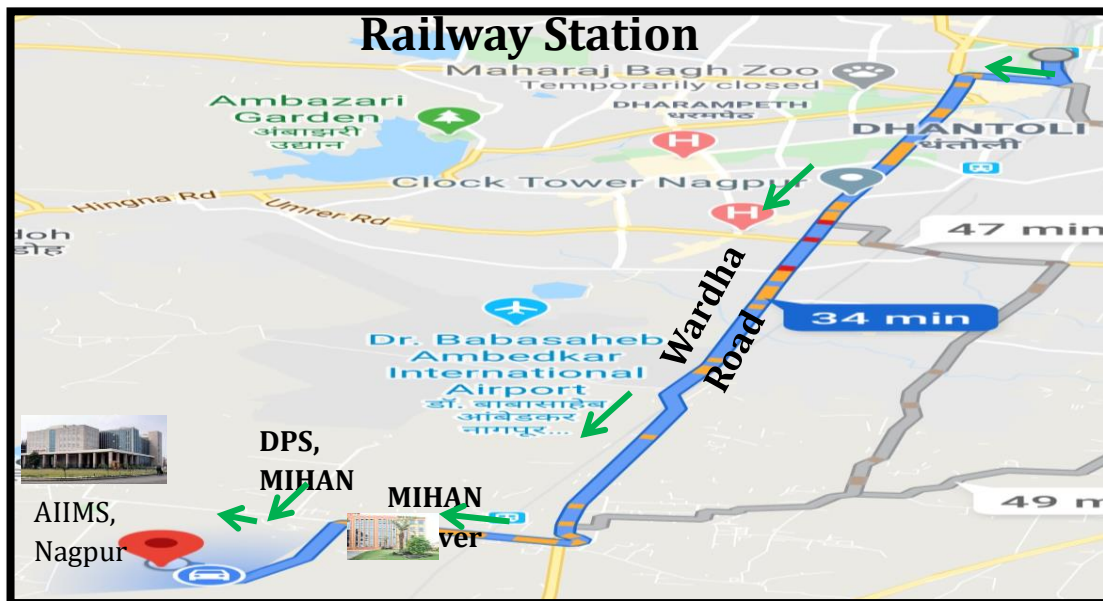 Railway Station
Maharaj Bagh Zoo
Temporarily closed
Ambazari
Garden
अंबाझरी
उद्यान
DHARAMPETH
धरमपेठ
DHANTOLI
धंतोली
Clock Tower Nagpur
Hingna Rd
Umrer Rd
doh
डोह
47 min
Wardha
Road
34 min
Dr. Babasaheb
Ambedkar
International
Airport
डॉ. बाबासाहेब
आंबेडकर
नागपूर...
DPS,
MIHAN
MIHAN
ver
49 m
AIIMS,
Nagpur